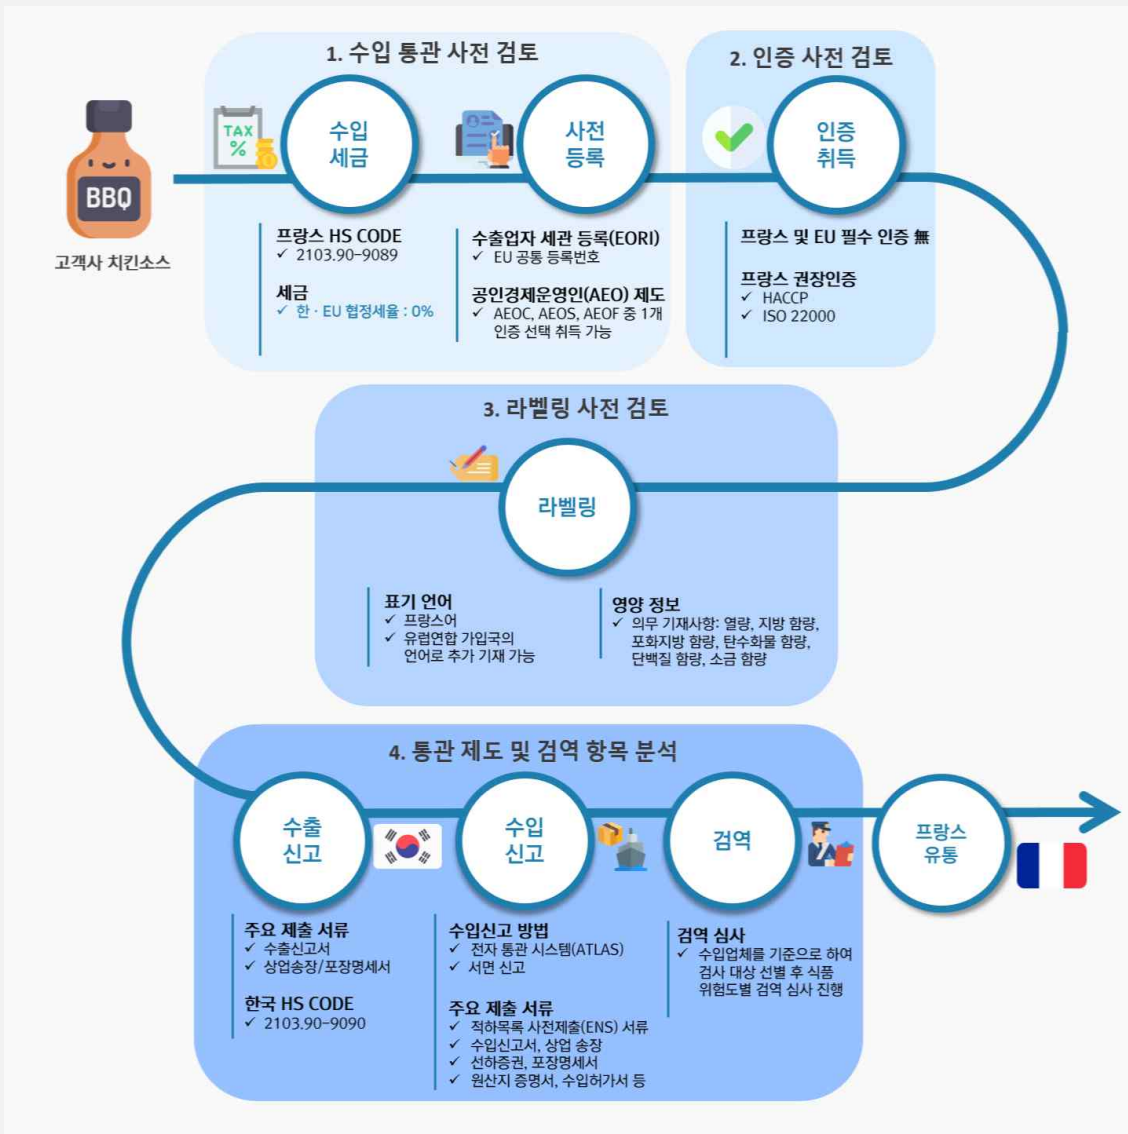 1. 수입 통관 사전 검토
2. 인증 사전 검토
TAX
%
수입
세금
사전
등록
인증
취득
BBQ
고객사 치킨소스
프랑스 HS CODE
✓ 2103.90-9089
세금
✓ 한 · EU 협정세율 : 0%
수출업자 세관 등록(EORI)
✓ EU 공통 등록번호
공인경제운영인(AEO) 제도
✓ AEOC, AEOS, AEOF 중 1개
인증 선택 취득 가능
프랑스 및 EU 필수 인증 無
프랑스 권장인증
✓ HACCP
✓ ISO 22000
3. 라벨링 사전 검토
라벨링
표기 언어
✓ 프랑스어
✓ 유럽연합 가입국의
언어로 추가 기재 가능
영양 정보
✓ 의무 기재사항: 열량, 지방 함량,
포화지방 함량, 탄수화물 함량,
단백질 함량, 소금 함량
4. 통관 제도 및 검역 항목 분석
수출
신고
수입
신고
검역
프랑스
유통
주요 제출 서류
✓ 수출신고서
✓ 상업송장/포장명세서
한국 HS CODE
✓ 2103.90-9090
수입신고 방법
✓ 전자 통관 시스템(ATLAS)
✓ 서면 신고
주요 제출 서류
✓ 적하목록 사전제출(ENS) 서류
✓ 수입신고서, 상업 송장
✓ 선하증권, 포장명세서
✓ 원산지 증명서, 수입허가서 등
검역 심사
✓ 수입업체를 기준으로 하여
검사 대상 선별 후 식품
위험도별 검역 심사 진행